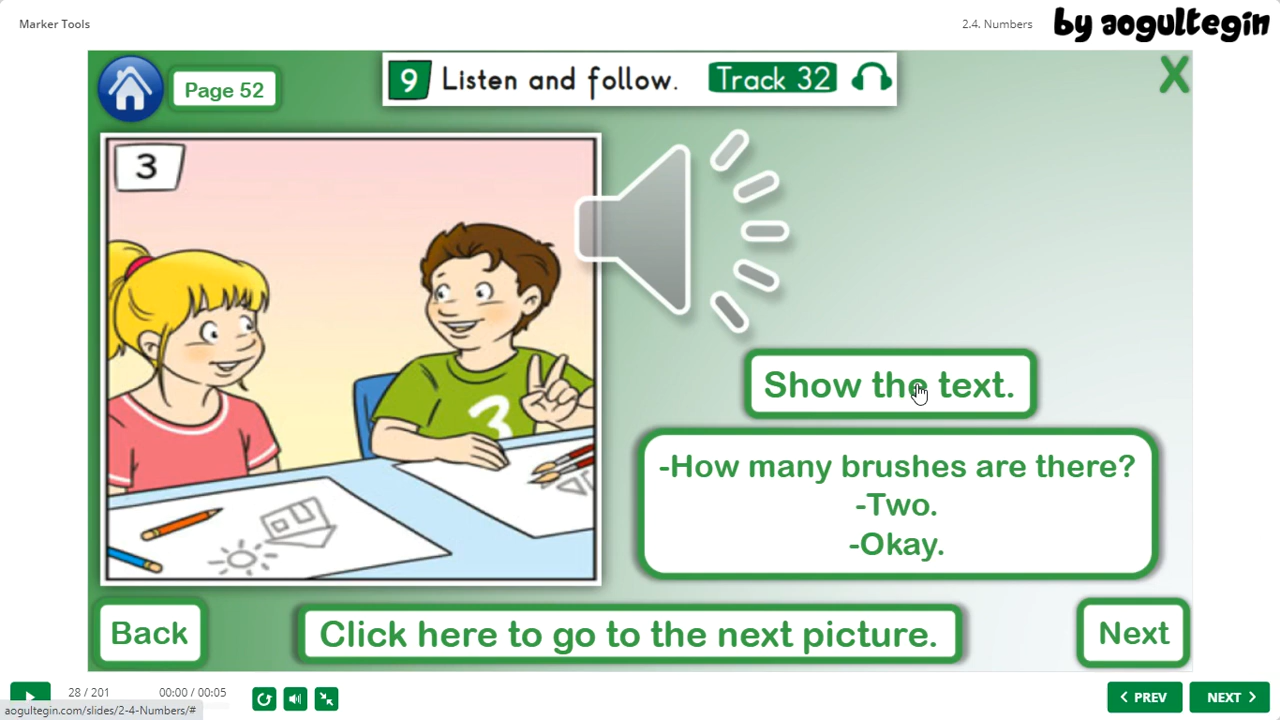 Marker Tools
2.4. Numbers
by aogultegin
Page 52
9 Listen and follow. Track 32
X
3
3
Show the text.
-How many brushes are there?
-Two.
-Okay.
Back
Click here to go to the next picture.
Next
28 / 201
00:00 / 00:05
PREV
NEXT
aogultegin.com/slides/2-4-Numbers/#